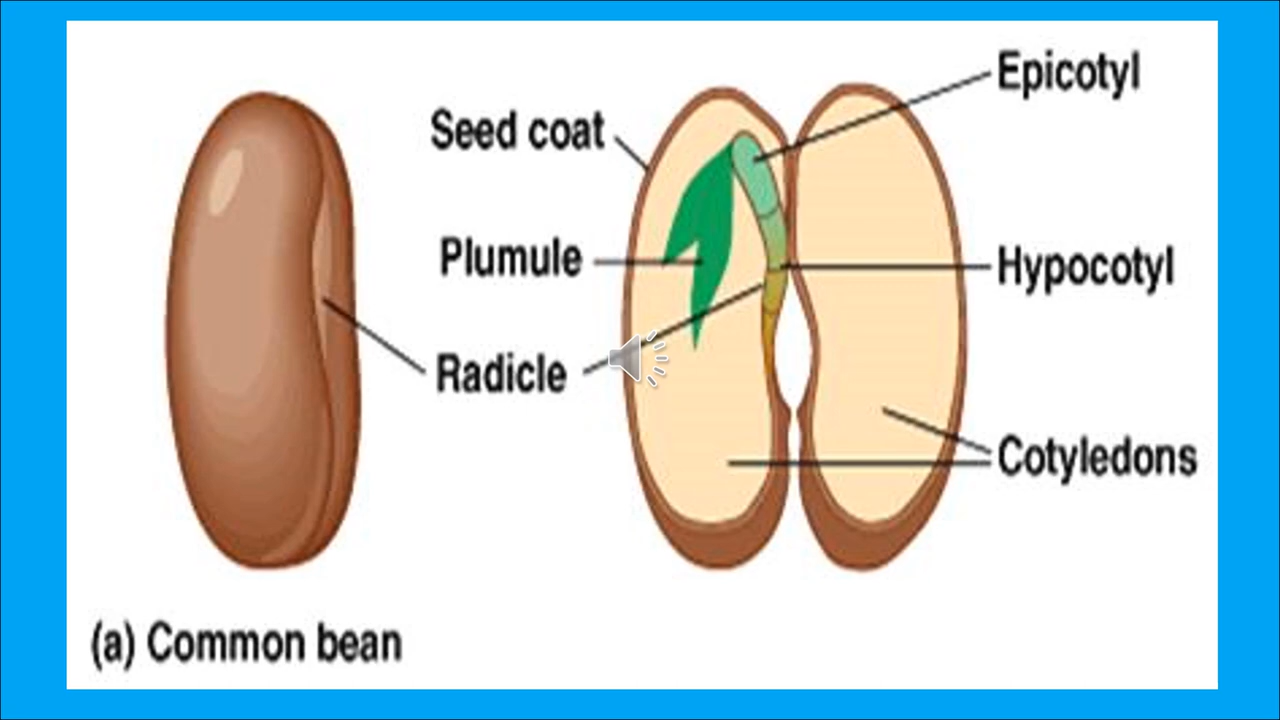 Epicotyl
Seed coat
Plumule
Hypocotyl
Radicle
Cotyledons
(a) Common bean